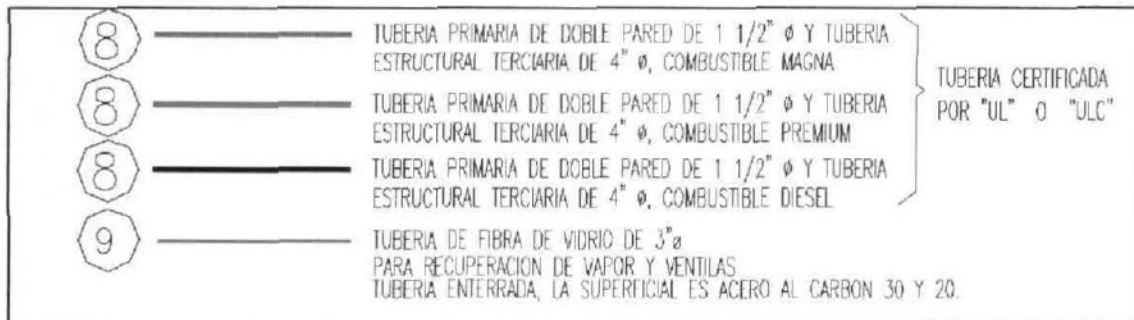 8 TUBERIA PRIMARIA DE DOBLE PARED DE 1 1/2" Ø Y TUBERIA
ESTRUCTURAL TERCIARIA DE 4" Ø, COMBUSTIBLE MAGNA
8 TUBERIA PRIMARIA DE DOBLE PARED DE 1 1/2" Ø Y TUBERIA
ESTRUCTURAL TERCIARIA DE 4" Ø, COMBUSTIBLE PREMIUM
8 TUBERIA PRIMARIA DE DOBLE PARED DE 1 1/2" Ø Y TUBERIA
ESTRUCTURAL TERCIARIA DE 4" Ø, COMBUSTIBLE DIESEL
TUBERIA CERTIFICADA
POR "UL" O "ULC"
9 TUBERIA DE FIBRA DE VIDRIO DE 3"ø
PARA RECUPERACION DE VAPOR Y VENTILAS
TUBERIA ENTERRADA, LA SUPERFICIAL ES ACERO AL CARBON 30 Y 20.